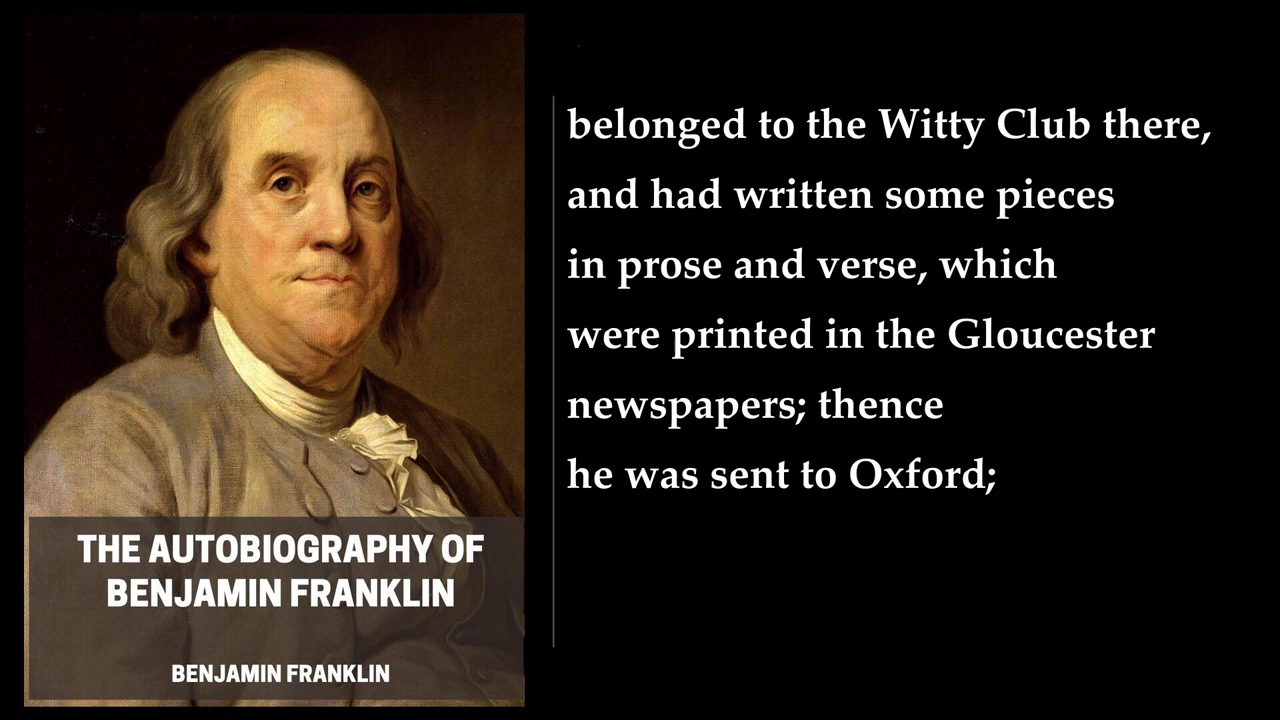 belonged to the Witty Club there,
and had written some pieces
in prose and verse, which
were printed in the Gloucester
newspapers; thence
he was sent to Oxford;
THE AUTOBIOGRAPHY OF
BENJAMIN FRANKLIN
BENJAMIN FRANKLIN